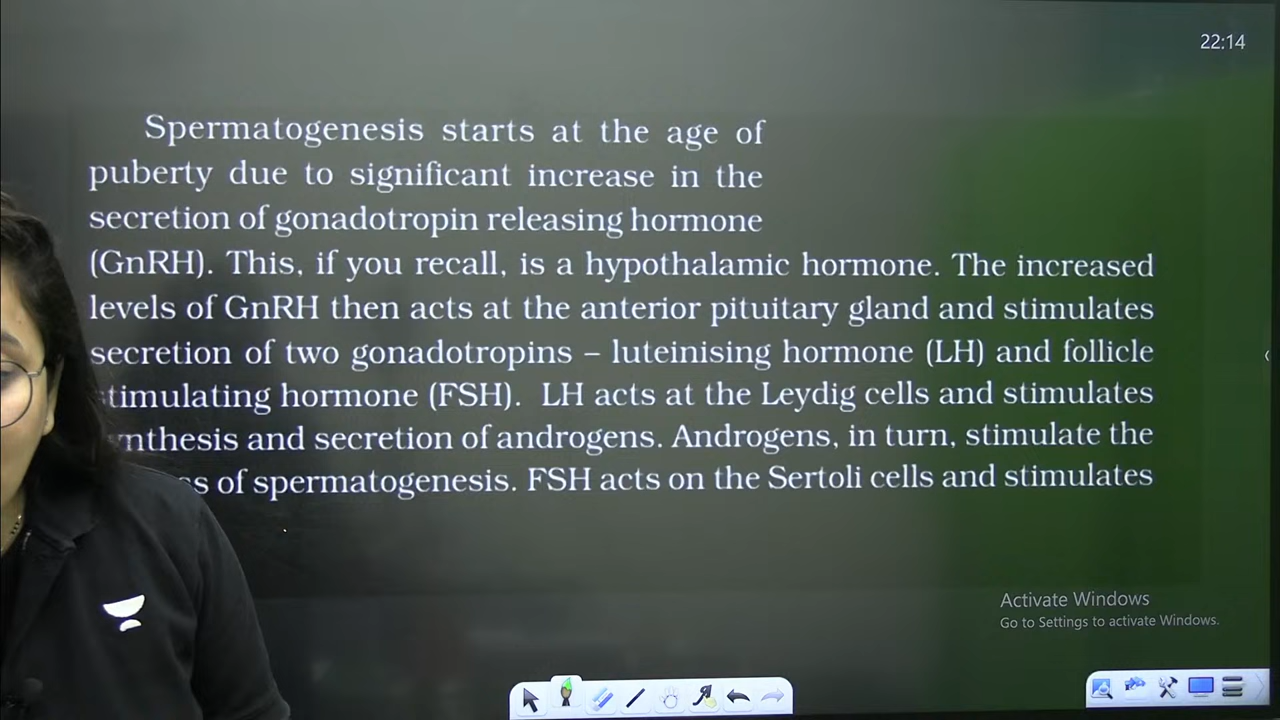 22:14
Spermatogenesis starts at the age of
puberty due to significant increase in the
secretion of gonadotropin releasing hormone
(GnRH). This, if you recall, is a hypothalamic hormone. The increased
levels of GnRH then acts at the anterior pituitary gland and stimulates
secretion of two gonadotropins – luteinising hormone (LH) and follicle
timulating hormone (FSH). LH acts at the Leydig cells and stimulates
nthesis and secretion of androgens. Androgens, in turn, stimulate the
ss of spermatogenesis. FSH acts on the Sertoli cells and stimulates
Activate Windows
Go to Settings to activate Windows.